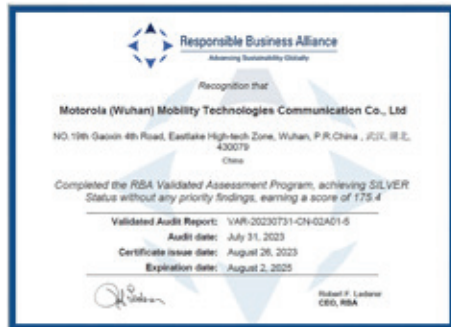 Responsible Business Alliance
Advancing Sustainability Globally
Recognition that
Motorola (Wuhan) Mobility Technologies Communication Co., Ltd
NO.19th Gaoxin 4th Road, Eastlake High-tech Zone, Wuhan, P.R.China , 武汉, 湖北,
430079
China
Completed the RBA Validated Assessment Program, achieving SILVER
Status without any priority findings, earning a score of 175.4
Validated Audit Report: VAR-20230731-CN-02A01-5
Audit date: July 31, 2023
Certificate issue date: August 26, 2023
Expiration date: August 2, 2025
Robert F. Lederer
CEO, RBA